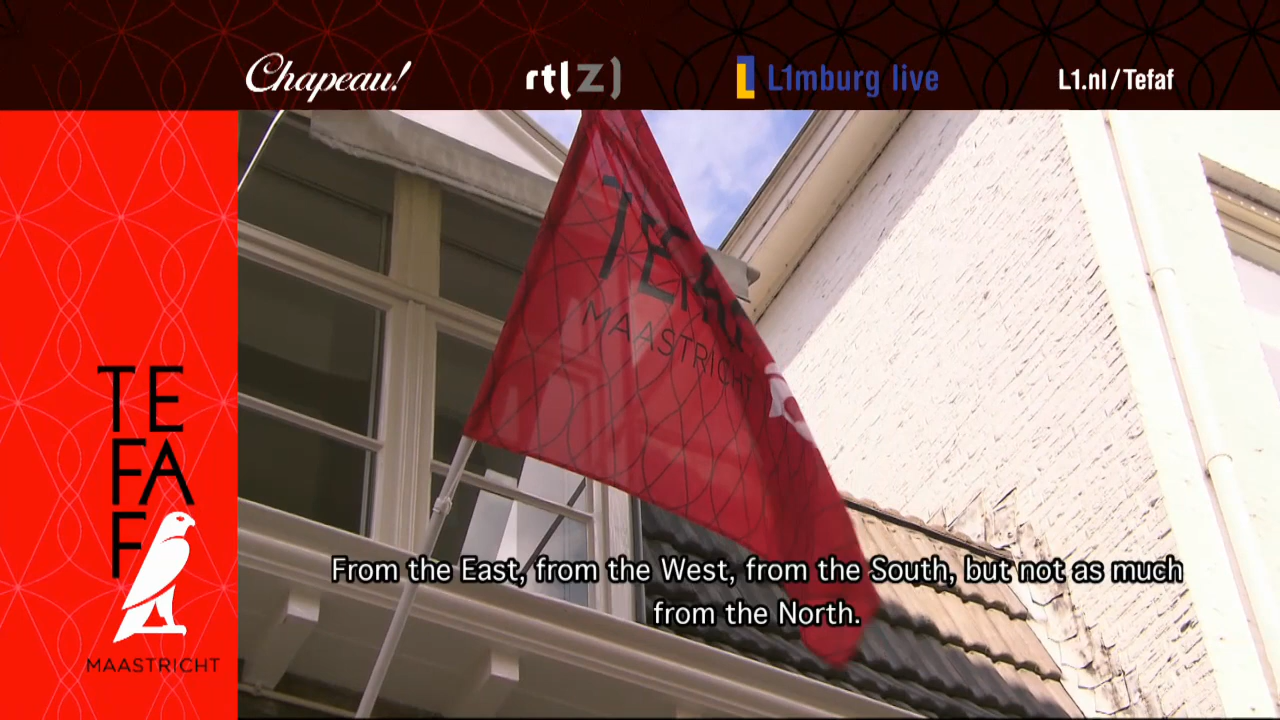 Chapeau!
rtl Z
L1mburg live
L1.nl/Tefaf
TEFAF
MAASTRICHT
TE
FA
F
MAASTRICHT
From the East, from the West, from the South, but not as much
from the North.